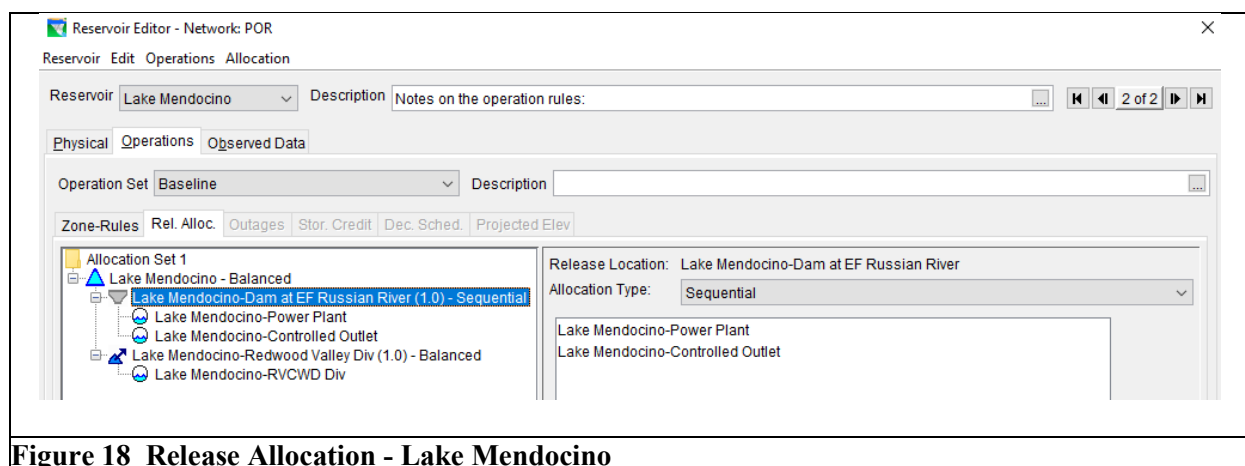 Reservoir Editor - Network: POR
Reservoir Edit Operations Allocation
Reservoir Lake Mendocino Description Notes on the operation rules: ... 2 of 2
Physical Operations Observed Data
Operation Set Baseline Description ...
Zone-Rules Rel. Alloc. Outages Stor. Credit Dec. Sched. Projected Elev
Allocation Set 1
Lake Mendocino - Balanced
Lake Mendocino-Dam at EF Russian River (1.0) - Sequential
Lake Mendocino-Power Plant
Lake Mendocino-Controlled Outlet
Lake Mendocino-Redwood Valley Div (1.0) - Balanced
Lake Mendocino-RVCWD Div
Release Location: Lake Mendocino-Dam at EF Russian River
Allocation Type: Sequential
Lake Mendocino-Power Plant
Lake Mendocino-Controlled Outlet
Figure 18 Release Allocation - Lake Mendocino